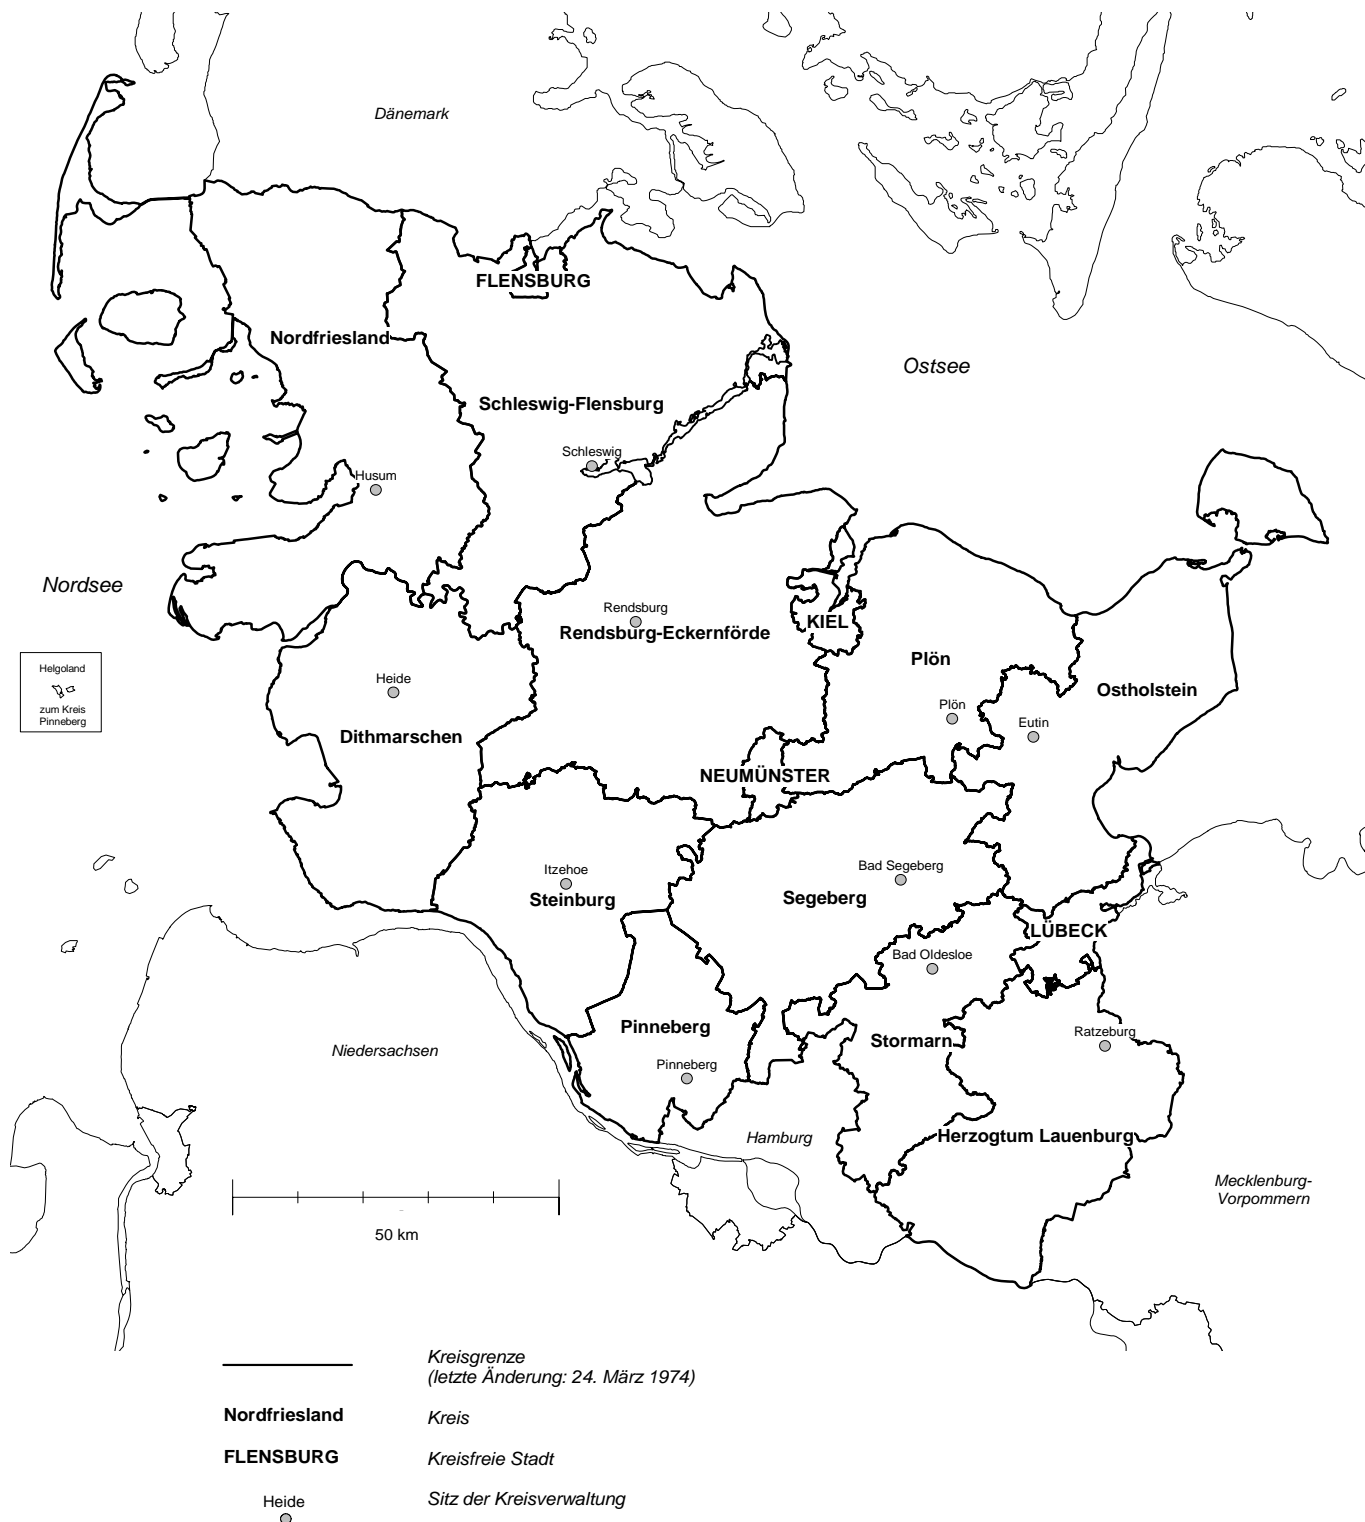 Dänemark
FLENSBURG
Nordfriesland
Ostsee
Schleswig-Flensburg
Schleswig
Husum
Nordsee
Rendsburg
KIEL
Rendsburg-Eckernförde
Plön
Helgoland
zum Kreis
Pinneberg
Heide
Ostholstein
Plön
Eutin
Dithmarschen
NEUMÜNSTER
Itzehoe
Bad Segeberg
Steinburg
Segeberg
LÜBECK
Bad Oldesloe
Pinneberg
Ratzeburg
Stormarn
Niedersachsen
Pinneberg
Hamburg
Herzogtum Lauenburg
Mecklenburg-
Vorpommern
50 km
Kreisgrenze
(letzte Änderung: 24. März 1974)
Nordfriesland
Kreis
FLENSBURG
Kreisfreie Stadt
Heide
Sitz der Kreisverwaltung